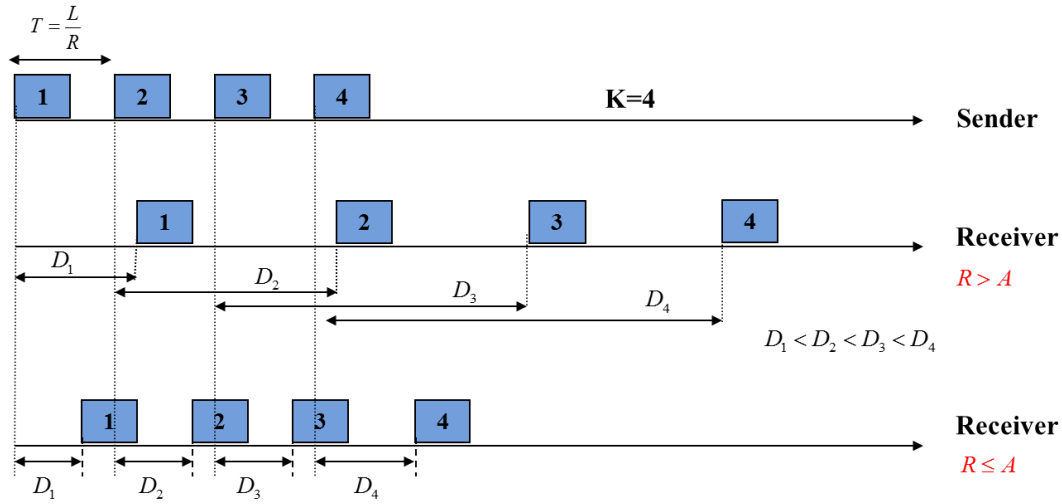 T = L/R
1 2 3 4 K=4
Sender
1 2 3 4
Receiver
R > A
D₁ D₂ D₃ D₄
D₁ < D₂ < D₃ < D₄
1 2 3 4
Receiver
R ≤ A
D₁ D₂ D₃ D₄